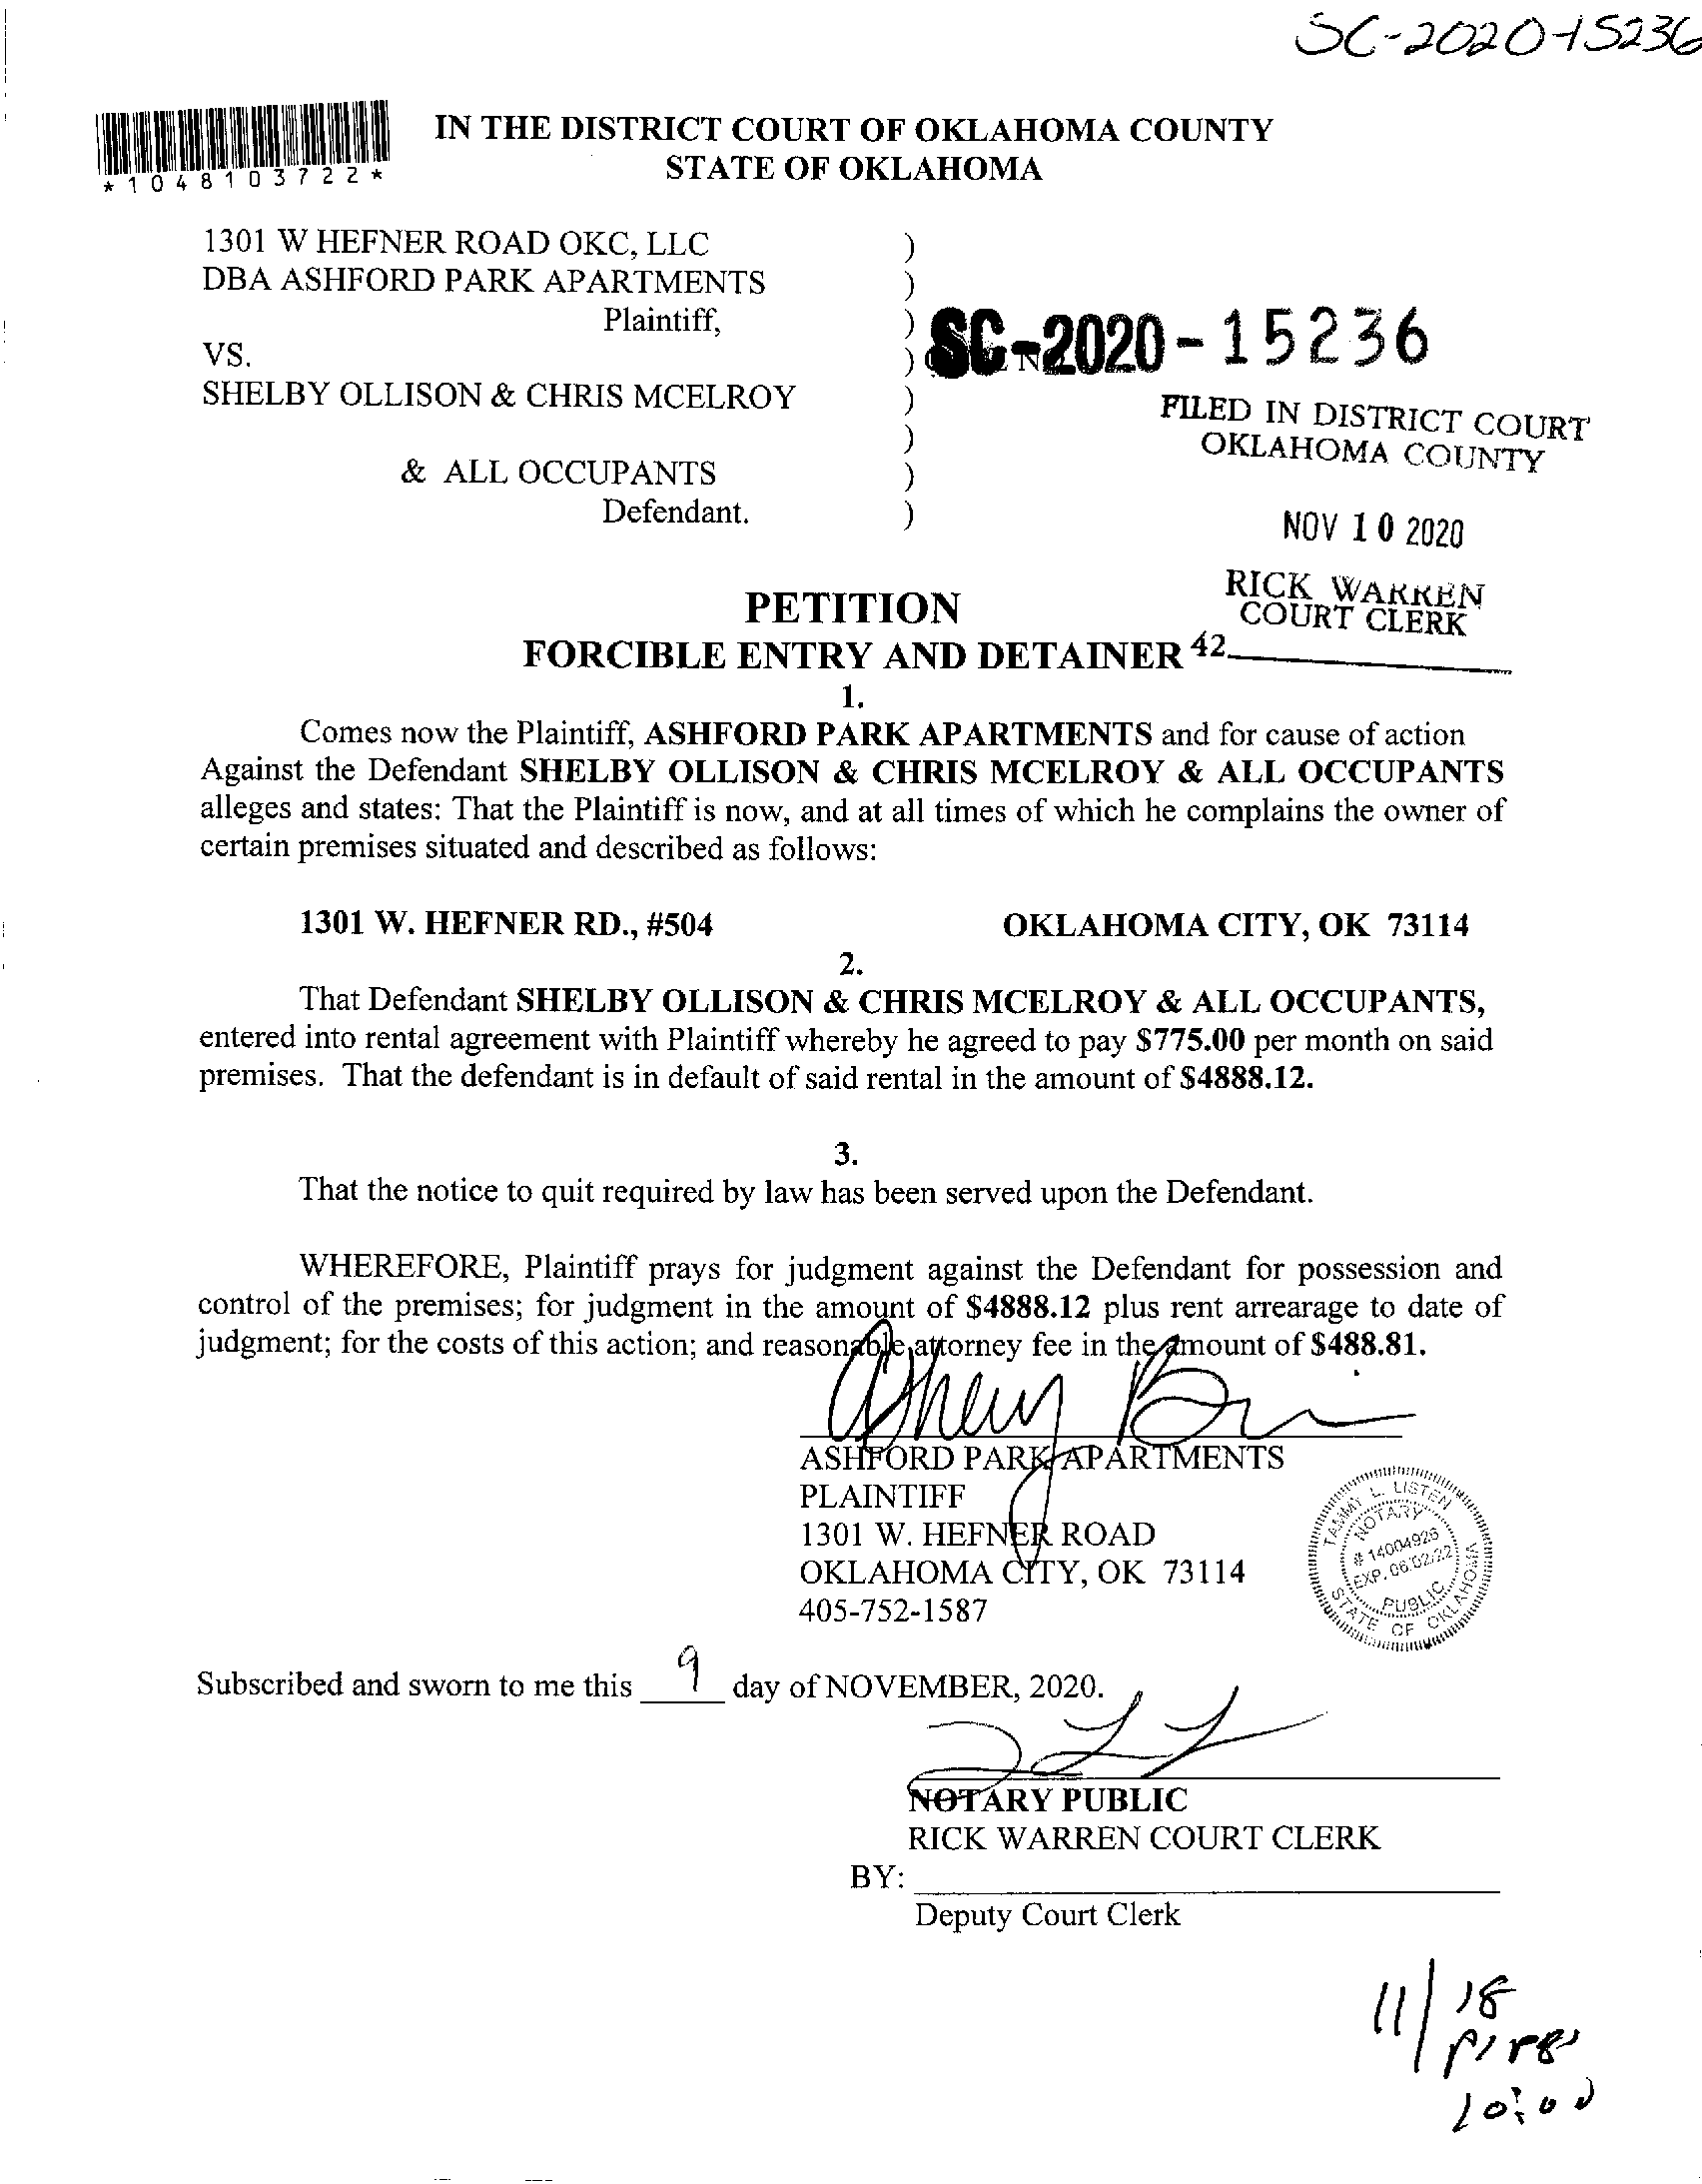 SC-2020-15236
*1048103722*
IN THE DISTRICT COURT OF OKLAHOMA COUNTY
STATE OF OKLAHOMA
1301 W HEFNER ROAD OKC, LLC )
DBA ASHFORD PARK APARTMENTS )
Plaintiff, )
VS. )
SC-2020-15236
SHELBY OLLISON & CHRIS MCELROY )
)
& ALL OCCUPANTS )
Defendant. )
FILED IN DISTRICT COURT
OKLAHOMA COUNTY
NOV 10 2020
RICK WARREN
COURT CLERK
42
PETITION
FORCIBLE ENTRY AND DETAINER
1.
Comes now the Plaintiff, ASHFORD PARK APARTMENTS and for cause of action
Against the Defendant SHELBY OLLISON & CHRIS MCELROY & ALL OCCUPANTS
alleges and states: That the Plaintiff is now, and at all times of which he complains the owner of
certain premises situated and described as follows:
1301 W. HEFNER RD., #504 OKLAHOMA CITY, OK 73114
2.
That Defendant SHELBY OLLISON & CHRIS MCELROY & ALL OCCUPANTS,
entered into rental agreement with Plaintiff whereby he agreed to pay $775.00 per month on said
premises. That the defendant is in default of said rental in the amount of $4888.12.
3.
That the notice to quit required by law has been served upon the Defendant.
WHEREFORE, Plaintiff prays for judgment against the Defendant for possession and
control of the premises; for judgment in the amount of $4888.12 plus rent arrearage to date of
judgment; for the costs of this action; and reasonable attorney fee in the amount of $488.81.
ASHFORD PARK APARTMENTS
PLAINTIFF
1301 W. HEFNER ROAD
OKLAHOMA CITY, OK 73114
405-752-1587
TAMMY L. LISTEN
NOTARY
# 14004926
EXP. 06/02/22
PUBLIC
STATE OF OKLAHOMA
Subscribed and sworn to me this 9 day of NOVEMBER, 2020.
NOTARY PUBLIC
RICK WARREN COURT CLERK
BY:
Deputy Court Clerk
11/18
10:00